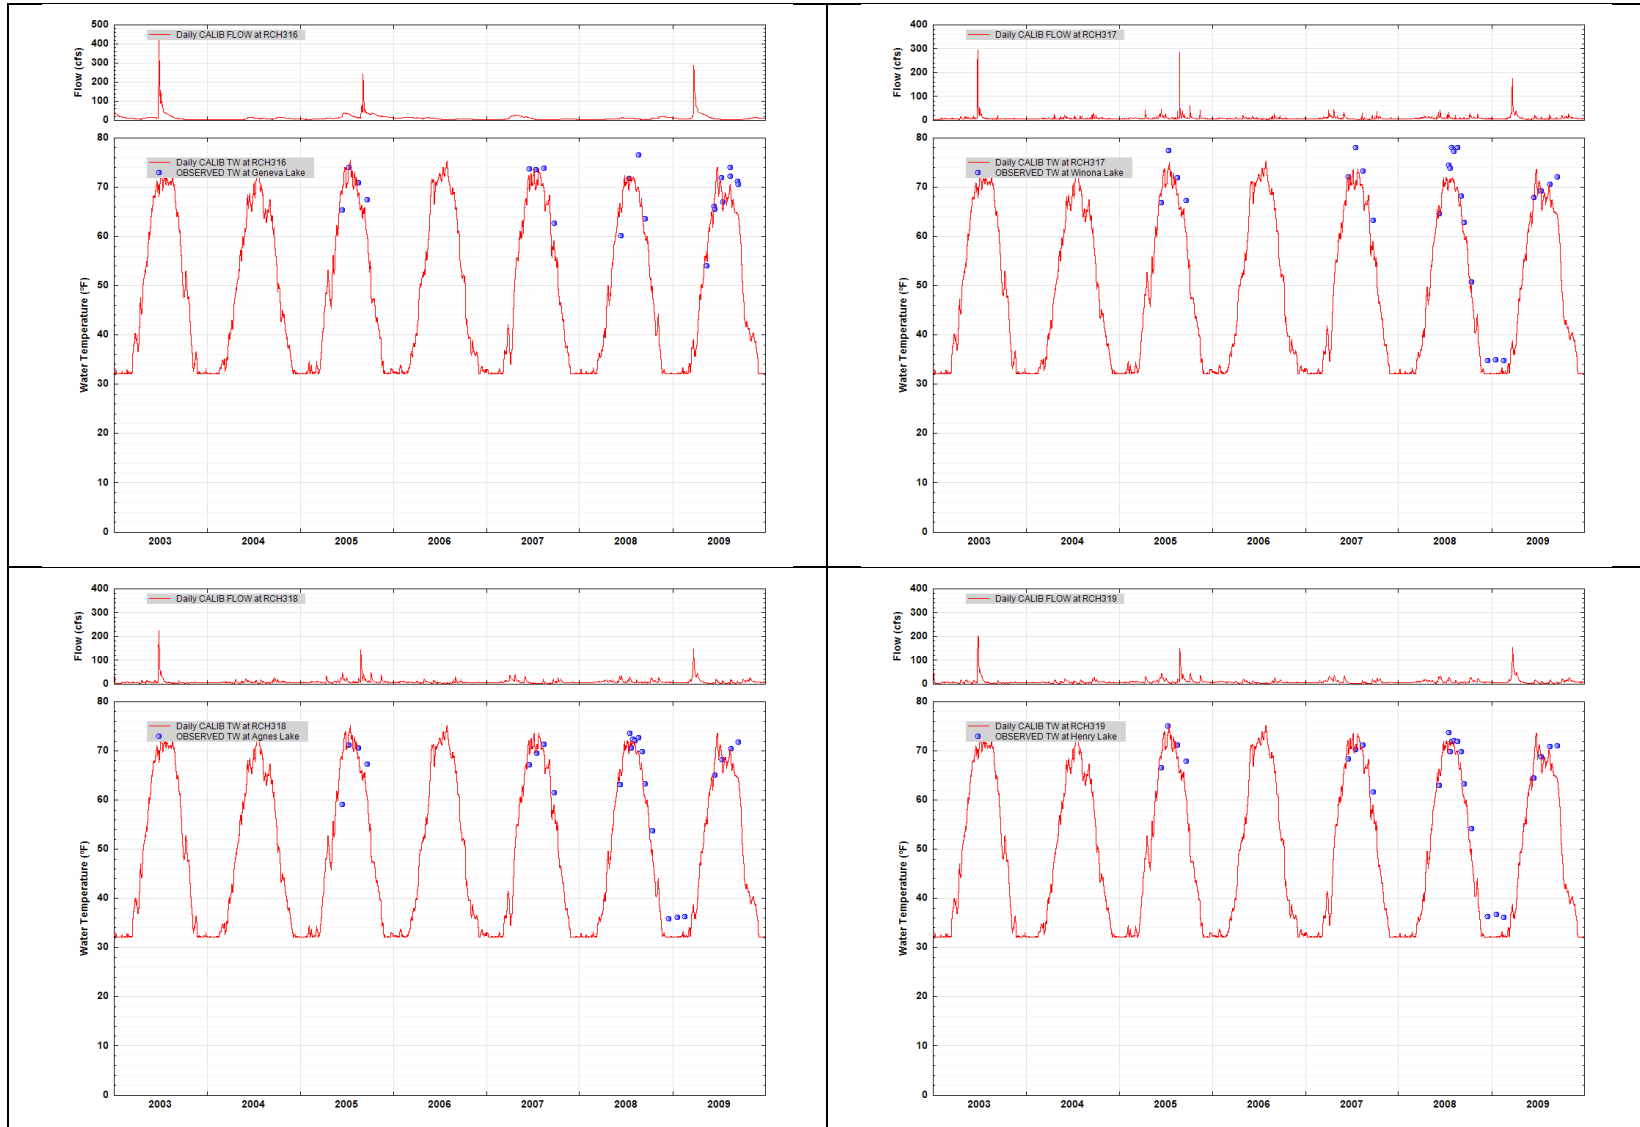 500
400
300
200
100
0
Flow (cfs)
Daily CALIB FLOW at RCH316
80
70
60
50
40
30
20
10
0
Water Temperature (°F)
Daily CALIB TW at RCH316
OBSERVED TW at Geneva Lake
2003 2004 2005 2006 2007 2008 2009
400
300
200
100
0
Flow (cfs)
Daily CALIB FLOW at RCH317
80
70
60
50
40
30
20
10
0
Water Temperature (°F)
Daily CALIB TW at RCH317
OBSERVED TW at Winona Lake
2003 2004 2005 2006 2007 2008 2009
400
300
200
100
0
Flow (cfs)
Daily CALIB FLOW at RCH318
80
70
60
50
40
30
20
10
0
Water Temperature (°F)
Daily CALIB TW at RCH318
OBSERVED TW at Agnes Lake
2003 2004 2005 2006 2007 2008 2009
400
300
200
100
0
Flow (cfs)
Daily CALIB FLOW at RCH319
80
70
60
50
40
30
20
10
0
Water Temperature (°F)
Daily CALIB TW at RCH319
OBSERVED TW at Henry Lake
2003 2004 2005 2006 2007 2008 2009